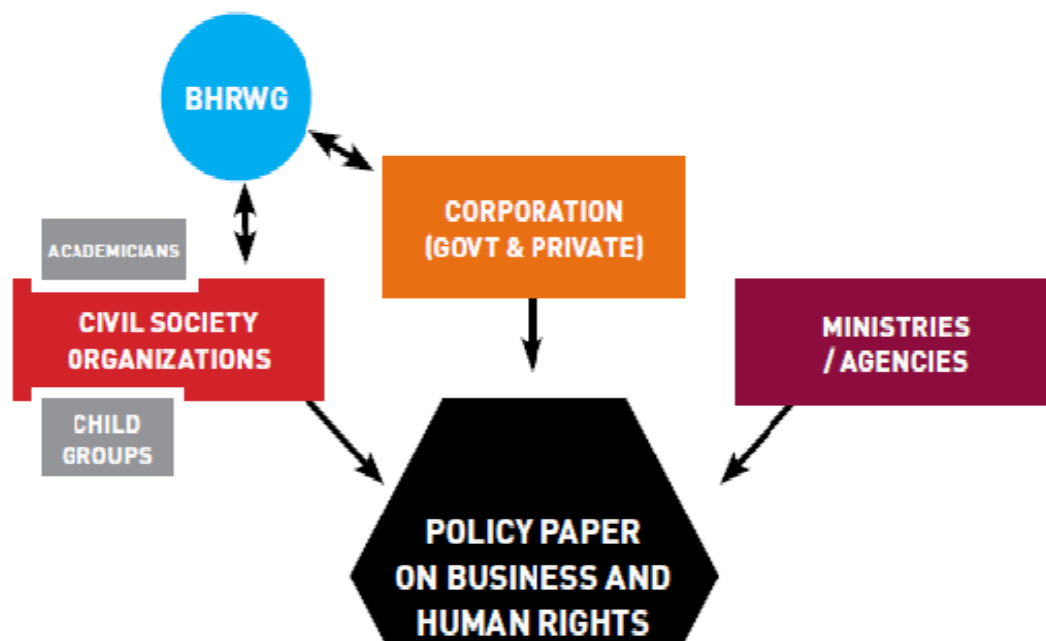 BHRWG
CORPORATION
(GOVT & PRIVATE)
ACADEMICIANS
CIVIL SOCIETY
ORGANIZATIONS
MINISTRIES
/ AGENCIES
CHILD
GROUPS
POLICY PAPER
ON BUSINESS AND
HUMAN RIGHTS